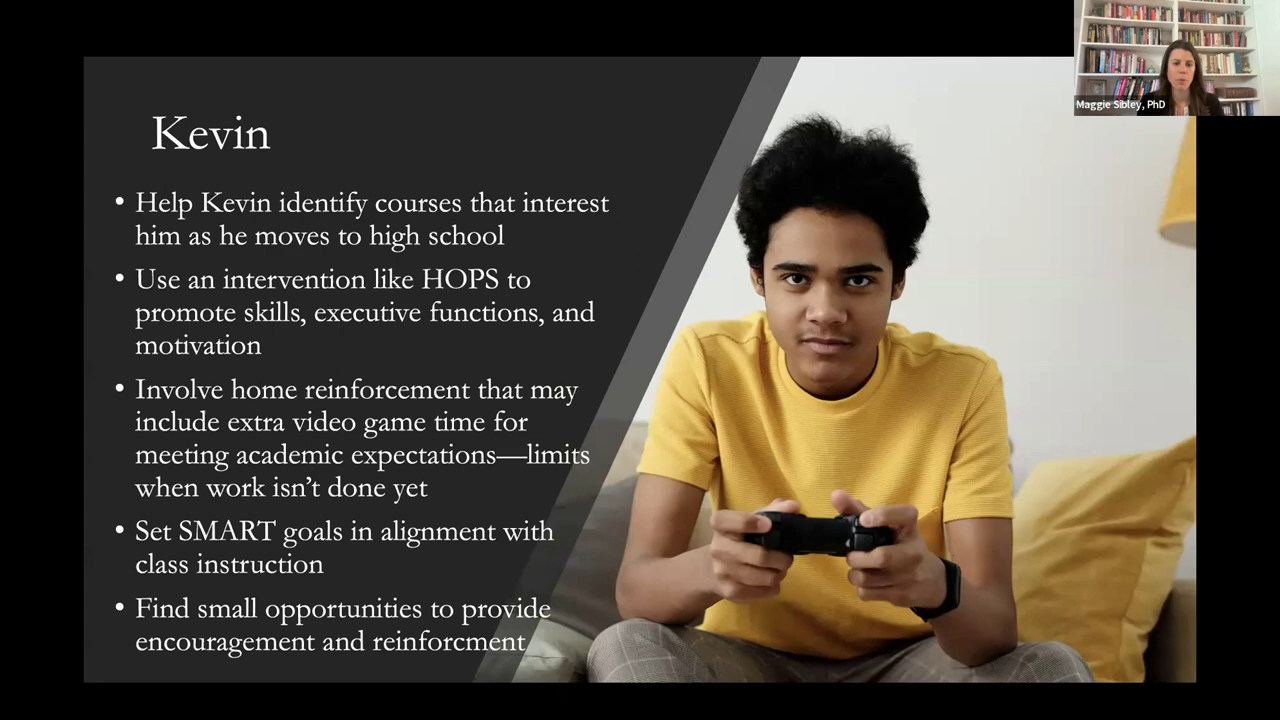 Maggie Sibley, PhD
Kevin
• Help Kevin identify courses that interest
him as he moves to high school
• Use an intervention like HOPS to
promote skills, executive functions, and
motivation
• Involve home reinforcement that may
include extra video game time for
meeting academic expectations—limits
when work isn’t done yet
• Set SMART goals in alignment with
class instruction
• Find small opportunities to provide
encouragement and reinforcment